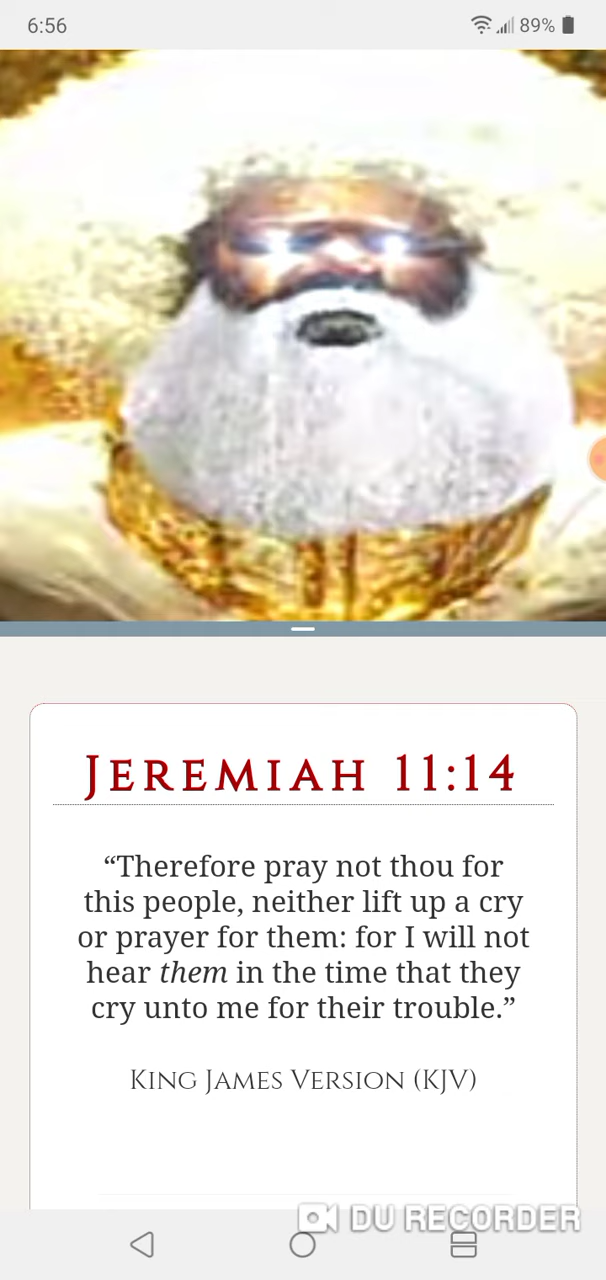 6:56
89%
JEREMIAH 11:14
“Therefore pray not thou for
this people, neither lift up a cry
or prayer for them: for I will not
hear them in the time that they
cry unto me for their trouble.”
KING JAMES VERSION (KJV)
DU RECORDER